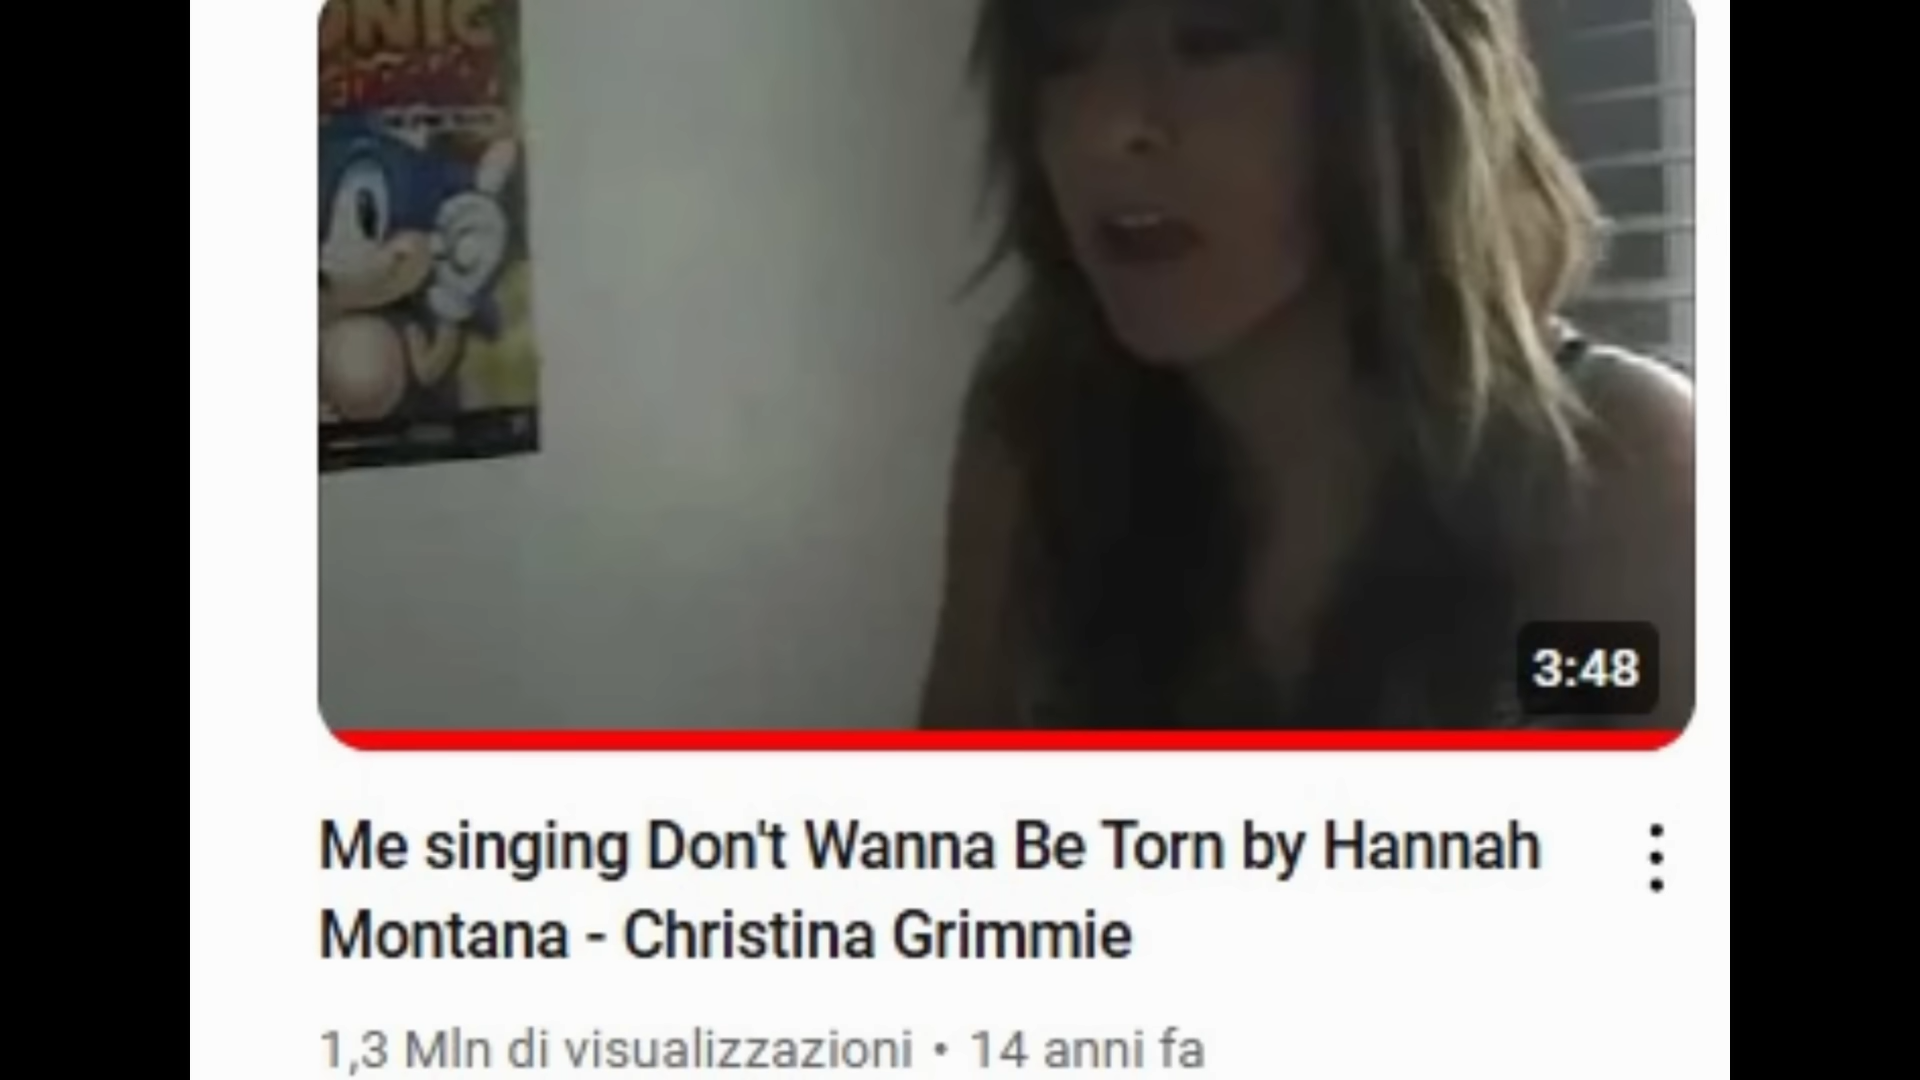 3:48
Me singing Don't Wanna Be Torn by Hannah
Montana - Christina Grimmie
1,3 Mln di visualizzazioni • 14 anni fa